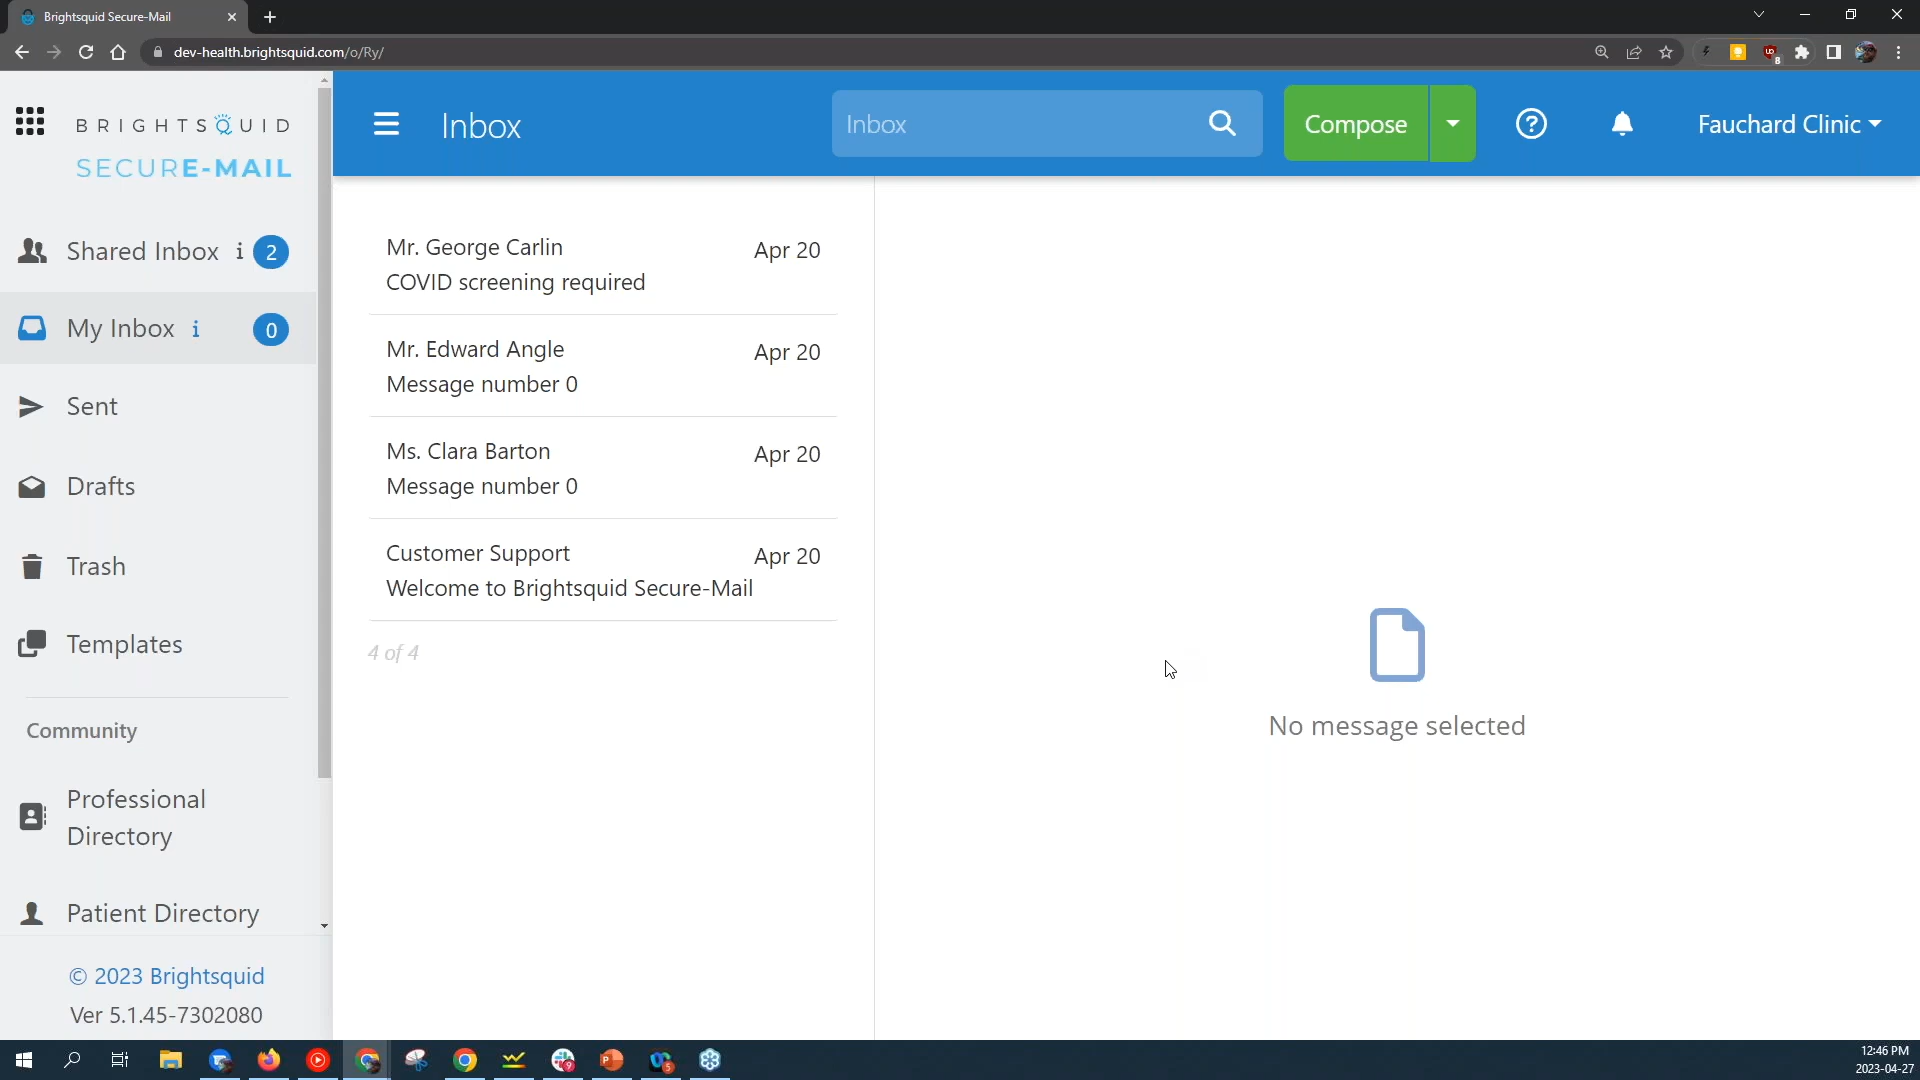 Brightsquid Secure-Mail
dev-health.brightsquid.com/o/Ry/
BRIGHTSQUID
SECURE-MAIL
Inbox
Inbox
Compose
Fauchard Clinic
Shared Inbox i 2
My Inbox i 0
Sent
Drafts
Trash
Templates
Community
Professional
Directory
Patient Directory
© 2023 Brightsquid
Ver 5.1.45-7302080
Mr. George Carlin Apr 20
COVID screening required
Mr. Edward Angle Apr 20
Message number 0
Ms. Clara Barton Apr 20
Message number 0
Customer Support Apr 20
Welcome to Brightsquid Secure-Mail
4 of 4
No message selected
12:46 PM
2023-04-27